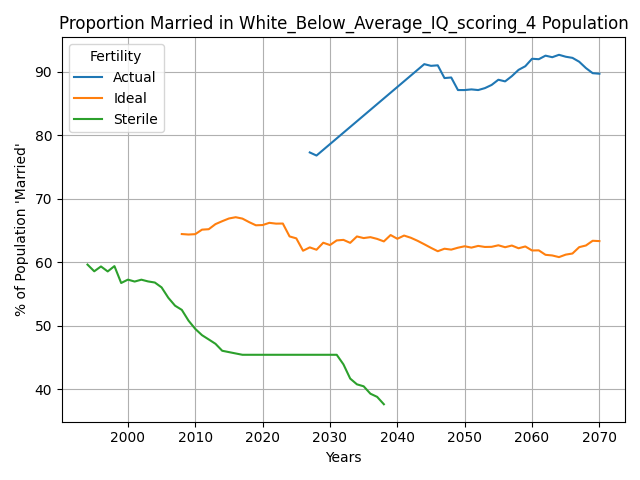 Proportion Married in White_Below_Average_IQ_scoring_4 Population
Fertility
Actual
Ideal
Sterile
% of Population 'Married'
90
80
70
60
50
40
2000 2010 2020 2030 2040 2050 2060 2070
Years